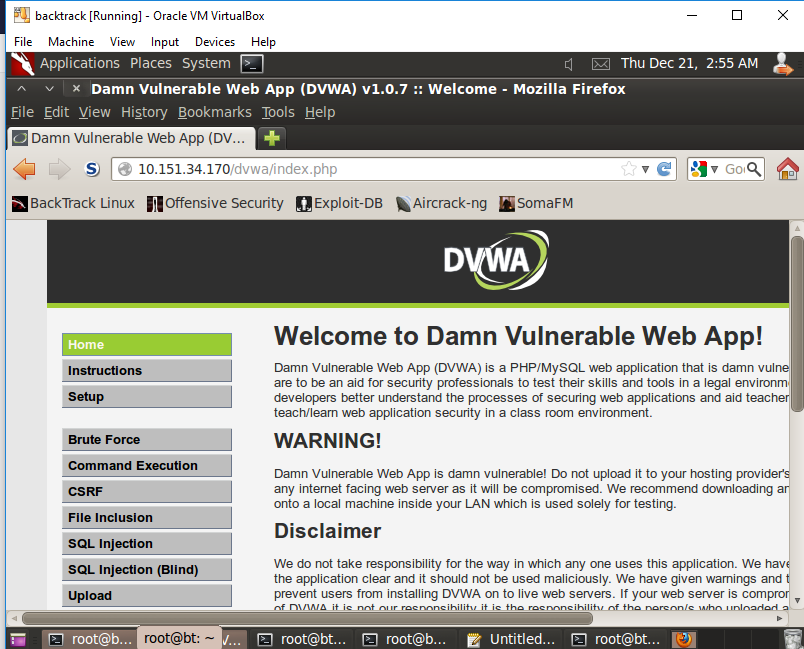 backtrack [Running] - Oracle VM VirtualBox
File Machine View Input Devices Help
Applications Places System Thu Dec 21, 2:55 AM
Damn Vulnerable Web App (DVWA) v1.0.7 :: Welcome - Mozilla Firefox
File Edit View History Bookmarks Tools Help
Damn Vulnerable Web App (DV...
S 10.151.34.170/dvwa/index.php
BackTrack Linux Offensive Security Exploit-DB Aircrack-ng SomaFM
DVWA
Home
Instructions
Setup
Brute Force
Command Execution
CSRF
File Inclusion
SQL Injection
SQL Injection (Blind)
Upload
Welcome to Damn Vulnerable Web App!
Damn Vulnerable Web App (DVWA) is a PHP/MySQL web application that is damn vulne
are to be an aid for security professionals to test their skills and tools in a legal environm
developers better understand the processes of securing web applications and aid teacher
teach/learn web application security in a class room environment.
WARNING!
Damn Vulnerable Web App is damn vulnerable! Do not upload it to your hosting provider's
any internet facing web server as it will be compromised. We recommend downloading an
onto a local machine inside your LAN which is used solely for testing.
Disclaimer
We do not take responsibility for the way in which any one uses this application. We have
the application clear and it should not be used maliciously. We have given warnings and t
prevent users from installing DVWA on to live web servers. If your web server is compror
of DVWA it is not our responsibility it is the responsibility of the person/s who uploaded a
root@b... root@bt: ~ root@bt... root@b... Untitled... root@bt...